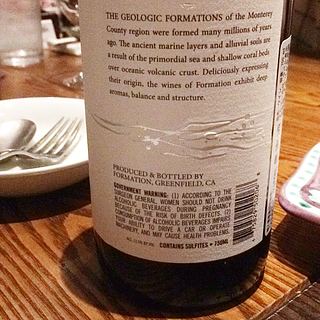 THE GEOLOGIC FORMATIONS of the Monterey
County region were formed many millions of years
ago. The ancient marine layers and alluvial soils are
a result of the primordial sea and shallow coral beds
over oceanic volcanic crust. Deliciously expressing
their origin, the wines of Formation exhibit deep
aromas, balance and structure.
PRODUCED & BOTTLED BY
FORMATION, GREENFIELD, CA
GOVERNMENT WARNING: (1) ACCORDING TO THE
SURGEON GENERAL, WOMEN SHOULD NOT DRINK
ALCOHOLIC BEVERAGES DURING PREGNANCY
BECAUSE OF THE RISK OF BIRTH DEFECTS. (2)
CONSUMPTION OF ALCOHOLIC BEVERAGES IMPAIRS
YOUR ABILITY TO DRIVE A CAR OR OPERATE
MACHINERY, AND MAY CAUSE HEALTH PROBLEMS.
CONTAINS SULFITES • 750ML